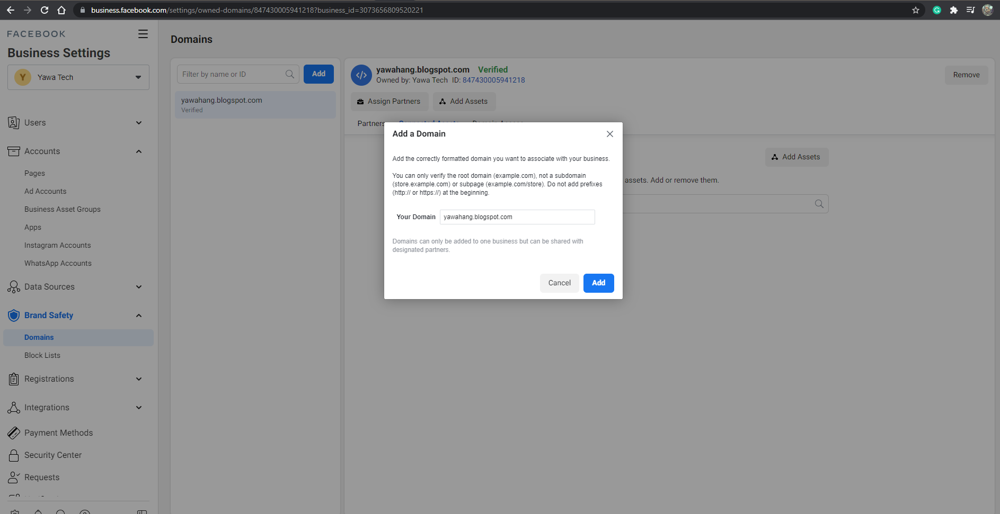 business.facebook.com/settings/owned-domains/847430005941218?business_id=3073656809520221
G
FACEBOOK
Business Settings
Y
Yawa Tech
Users
Accounts
Pages
Ad Accounts
Business Asset Groups
Apps
Instagram Accounts
WhatsApp Accounts
Data Sources
Brand Safety
Domains
Block Lists
Registrations
Integrations
Payment Methods
Security Center
Requests
Domains
Filter by name or ID
Add
yawahang.blogspot.com
Verified
</>
yawahang.blogspot.com Verified
Owned by: Yawa Tech ID: 847430005941218
Remove
Assign Partners
Add Assets
Partners
Add Assets
assets. Add or remove them.
Add a Domain
Add the correctly formatted domain you want to associate with your business.
You can only verify the root domain (example.com), not a subdomain
(store.example.com) or subpage (example.com/store). Do not add prefixes
(http:// or https://) at the beginning.
Your Domain yawahang.blogspot.com
Domains can only be added to one business but can be shared with
designated partners.
Cancel
Add